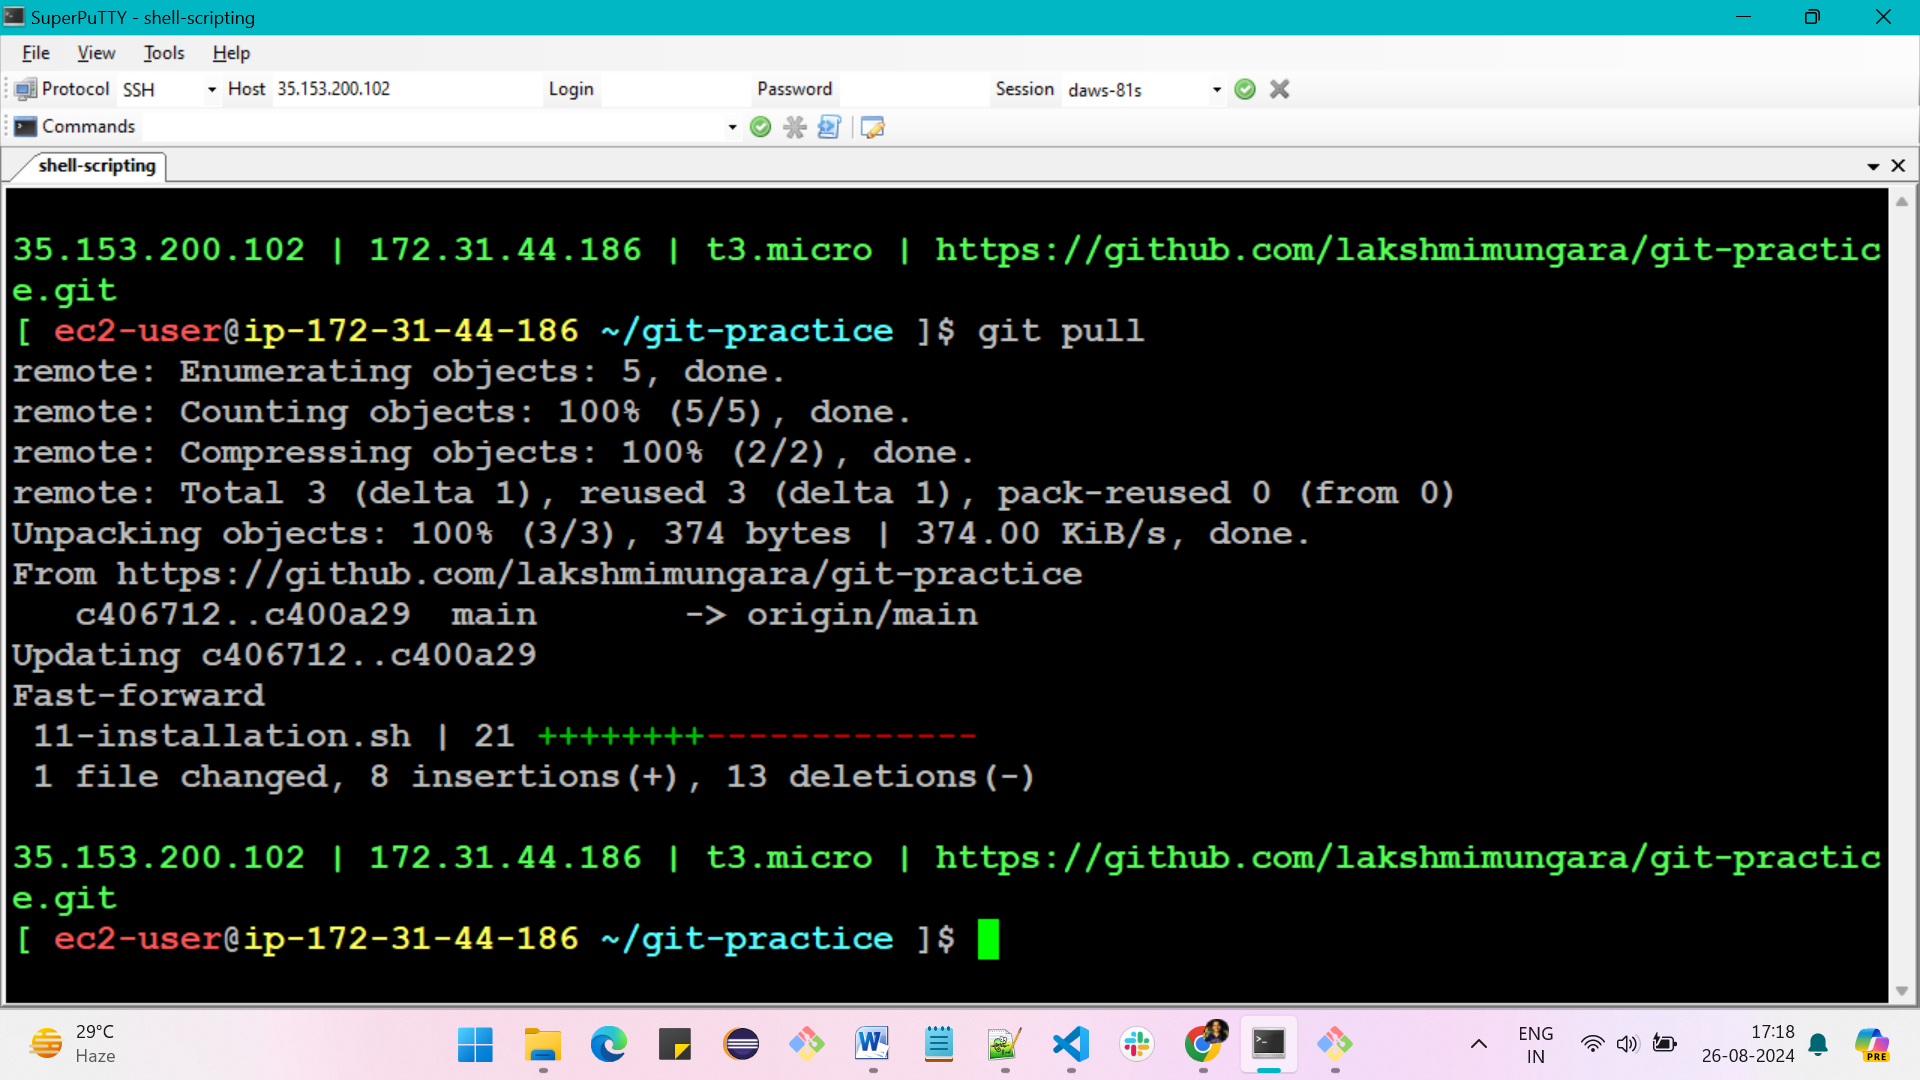 SuperPuTTY - shell-scripting
File View Tools Help
Protocol SSH Host 35.153.200.102 Login Password Session daws-81s
Commands
shell-scripting
35.153.200.102 | 172.31.44.186 | t3.micro | https://github.com/lakshmimungara/git-practic
e.git
[ ec2-user@ip-172-31-44-186 ~/git-practice ]$ git pull
remote: Enumerating objects: 5, done.
remote: Counting objects: 100% (5/5), done.
remote: Compressing objects: 100% (2/2), done.
remote: Total 3 (delta 1), reused 3 (delta 1), pack-reused 0 (from 0)
Unpacking objects: 100% (3/3), 374 bytes | 374.00 KiB/s, done.
From https://github.com/lakshmimungara/git-practice
   c406712..c400a29  main       -> origin/main
Updating c406712..c400a29
Fast-forward
 11-installation.sh | 21 ++++++++-------------
 1 file changed, 8 insertions(+), 13 deletions(-)
35.153.200.102 | 172.31.44.186 | t3.micro | https://github.com/lakshmimungara/git-practic
e.git
[ ec2-user@ip-172-31-44-186 ~/git-practice ]$
29°C
Haze
W
PRE
ENG
IN
17:18
26-08-2024